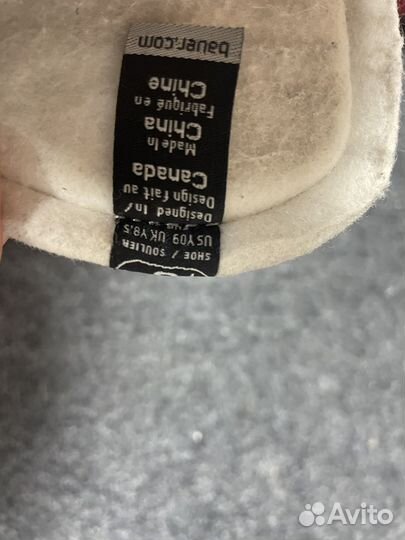 SHOE / SOULIER
US Y09 UK Y8.5
Designed In/
Design fait au
Canada
Made In
China
Fabriqué en
Chine
bauer.com
Avito